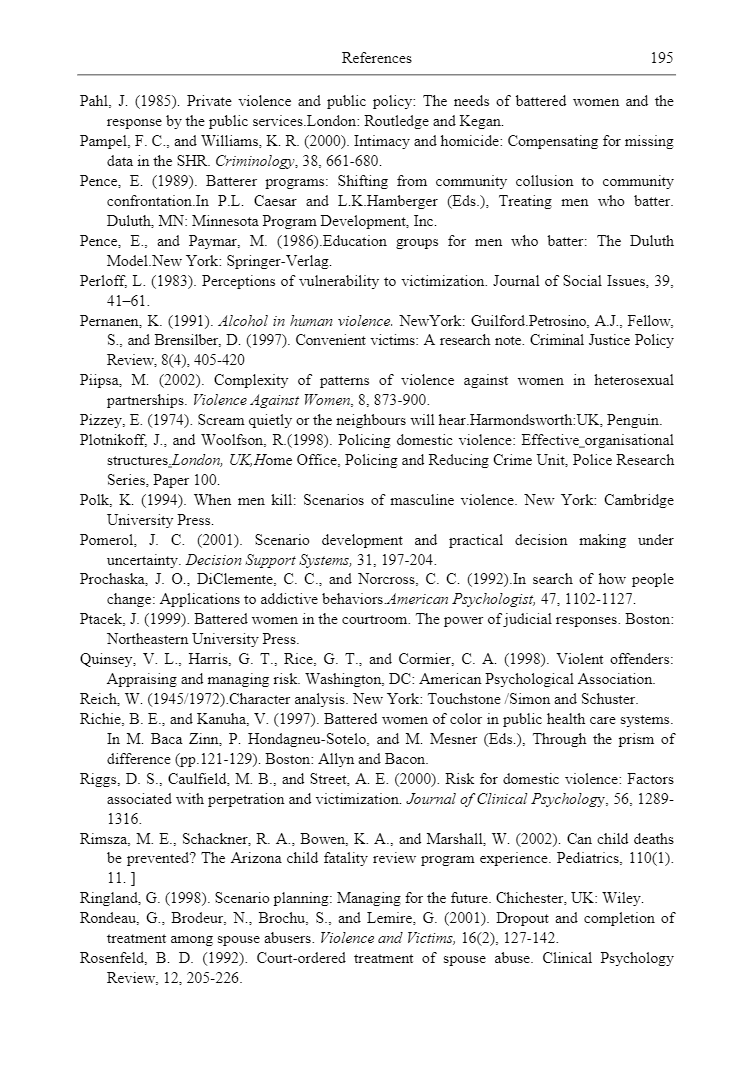 References 195
Pahl, J. (1985). Private violence and public policy: The needs of battered women and the
response by the public services.London: Routledge and Kegan.
Pampel, F. C., and Williams, K. R. (2000). Intimacy and homicide: Compensating for missing
data in the SHR. Criminology, 38, 661-680.
Pence, E. (1989). Batterer programs: Shifting from community collusion to community
confrontation.In P.L. Caesar and L.K.Hamberger (Eds.), Treating men who batter.
Duluth, MN: Minnesota Program Development, Inc.
Pence, E., and Paymar, M. (1986).Education groups for men who batter: The Duluth
Model.New York: Springer-Verlag.
Perloff, L. (1983). Perceptions of vulnerability to victimization. Journal of Social Issues, 39,
41–61.
Pernanen, K. (1991). Alcohol in human violence. NewYork: Guilford.Petrosino, A.J., Fellow,
S., and Brensilber, D. (1997). Convenient victims: A research note. Criminal Justice Policy
Review, 8(4), 405-420
Piipsa, M. (2002). Complexity of patterns of violence against women in heterosexual
partnerships. Violence Against Women, 8, 873-900.
Pizzey, E. (1974). Scream quietly or the neighbours will hear.Harmondsworth:UK, Penguin.
Plotnikoff, J., and Woolfson, R.(1998). Policing domestic violence: Effective organisational
structures London, UK,Home Office, Policing and Reducing Crime Unit, Police Research
Series, Paper 100.
Polk, K. (1994). When men kill: Scenarios of masculine violence. New York: Cambridge
University Press.
Pomerol, J. C. (2001). Scenario development and practical decision making under
uncertainty. Decision Support Systems, 31, 197-204.
Prochaska, J. O., DiClemente, C. C., and Norcross, C. C. (1992).In search of how people
change: Applications to addictive behaviors.American Psychologist, 47, 1102-1127.
Ptacek, J. (1999). Battered women in the courtroom. The power of judicial responses. Boston:
Northeastern University Press.
Quinsey, V. L., Harris, G. T., Rice, G. T., and Cormier, C. A. (1998). Violent offenders:
Appraising and managing risk. Washington, DC: American Psychological Association.
Reich, W. (1945/1972).Character analysis. New York: Touchstone /Simon and Schuster.
Richie, B. E., and Kanuha, V. (1997). Battered women of color in public health care systems.
In M. Baca Zinn, P. Hondagneu-Sotelo, and M. Mesner (Eds.), Through the prism of
difference (pp.121-129). Boston: Allyn and Bacon.
Riggs, D. S., Caulfield, M. B., and Street, A. E. (2000). Risk for domestic violence: Factors
associated with perpetration and victimization. Journal of Clinical Psychology, 56, 1289-
1316.
Rimsza, M. E., Schackner, R. A., Bowen, K. A., and Marshall, W. (2002). Can child deaths
be prevented? The Arizona child fatality review program experience. Pediatrics, 110(1).
11. ]
Ringland, G. (1998). Scenario planning: Managing for the future. Chichester, UK: Wiley.
Rondeau, G., Brodeur, N., Brochu, S., and Lemire, G. (2001). Dropout and completion of
treatment among spouse abusers. Violence and Victims, 16(2), 127-142.
Rosenfeld, B. D. (1992). Court-ordered treatment of spouse abuse. Clinical Psychology
Review, 12, 205-226.